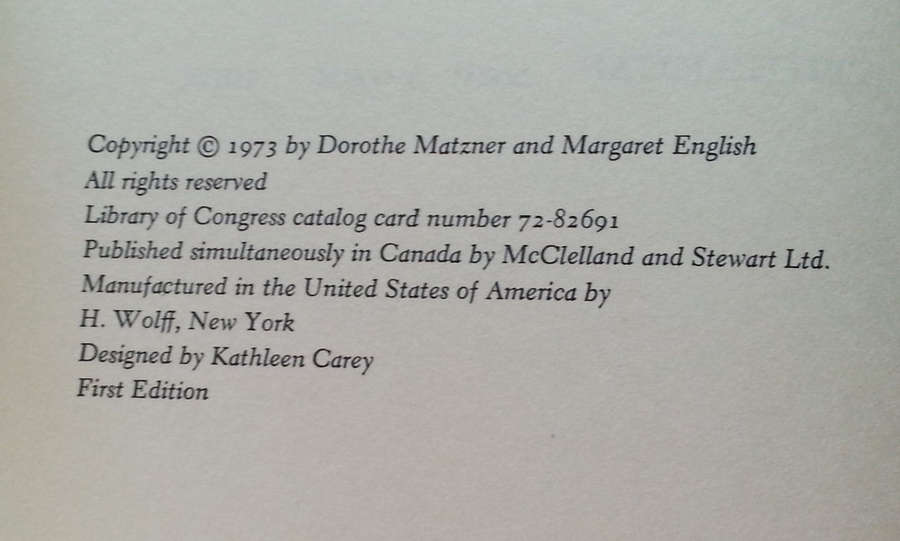 Copyright © 1973 by Dorothe Matzner and Margaret English
All rights reserved
Library of Congress catalog card number 72-82691
Published simultaneously in Canada by McClelland and Stewart Ltd.
Manufactured in the United States of America by
H. Wolff, New York
Designed by Kathleen Carey
First Edition